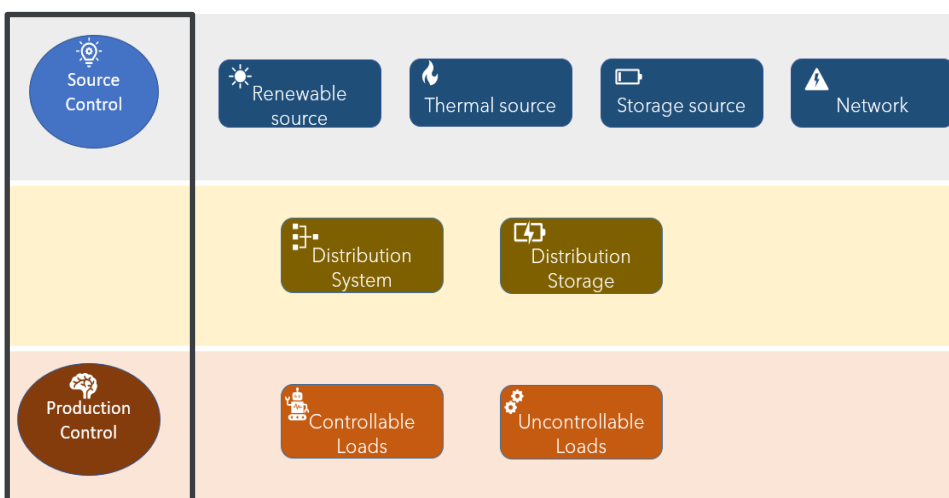 Source
Control
Renewable
source
Thermal source
Storage source
Network
Distribution
System
Distribution
Storage
Production
Control
Controllable
Loads
Uncontrollable
Loads